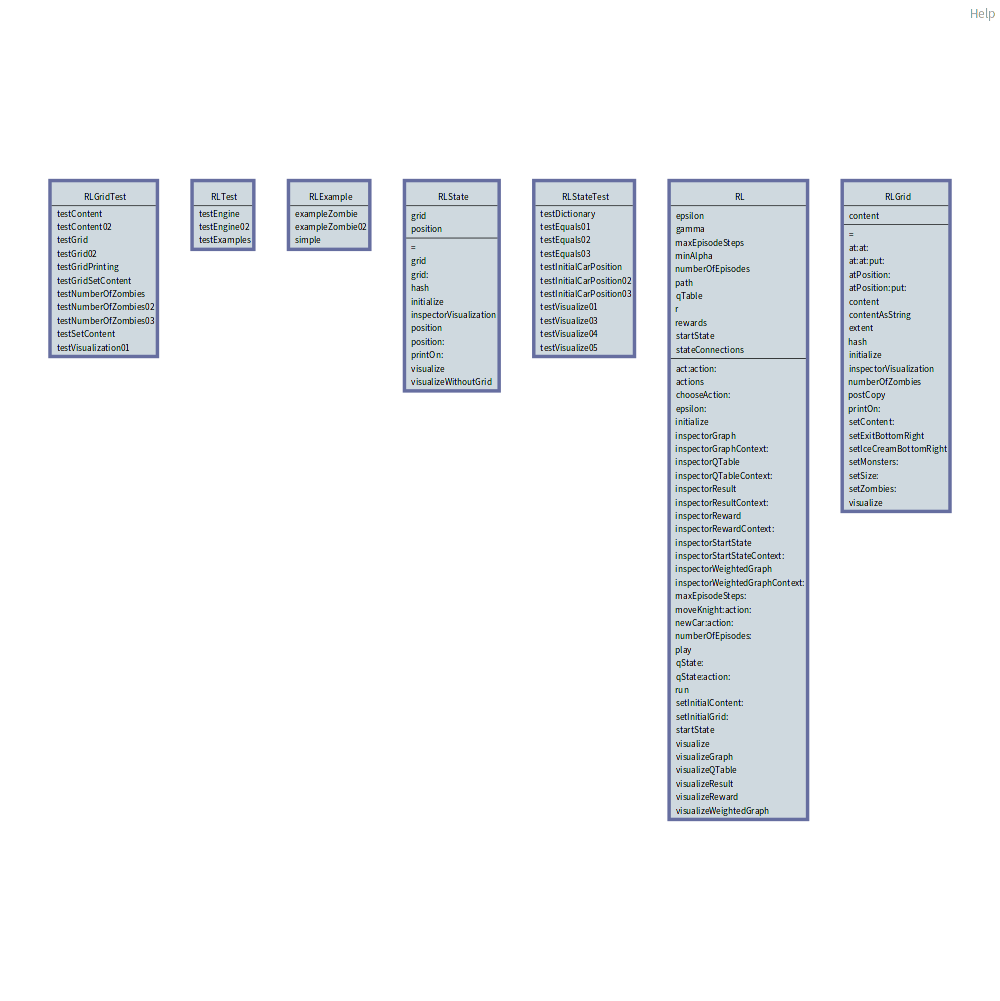 Help
RLGridTest
testContent
testContent02
testGrid
testGrid02
testGridPrinting
testGridSetContent
testNumberOfZombies
testNumberOfZombies02
testNumberOfZombies03
testSetContent
testVisualization01
RLTest
testEngine
testEngine02
testExamples
RLExample
exampleZombie
exampleZombie02
simple
RLState
grid
position
=
grid
grid:
hash
initialize
inspectorVisualization
position
position:
printOn:
visualize
visualizeWithoutGrid
RLStateTest
testDictionary
testEquals01
testEquals02
testEquals03
testInitialCarPosition
testInitialCarPosition02
testInitialCarPosition03
testVisualize01
testVisualize03
testVisualize04
testVisualize05
RL
epsilon
gamma
maxEpisodeSteps
minAlpha
numberOfEpisodes
path
qTable
r
rewards
startState
stateConnections
act:action:
actions
chooseAction:
epsilon:
initialize
inspectorGraph
inspectorGraphContext:
inspectorQTable
inspectorQTableContext:
inspectorResult
inspectorResultContext:
inspectorReward
inspectorRewardContext:
inspectorStartState
inspectorStartStateContext:
inspectorWeightedGraph
inspectorWeightedGraphContext:
maxEpisodeSteps:
moveKnight:action:
newCar:action:
numberOfEpisodes:
play
qState:
qState:action:
run
setInitialContent:
setInitialGrid:
startState
visualize
visualizeGraph
visualizeQTable
visualizeResult
visualizeReward
visualizeWeightedGraph
RLGrid
content
=
at:at:
at:at:put:
atPosition:
atPosition:put:
content
contentAsString
extent
hash
initialize
inspectorVisualization
numberOfZombies
postCopy
printOn:
setContent:
setExitBottomRight
setIceCreamBottomRight
setMonsters:
setSize:
setZombies:
visualize